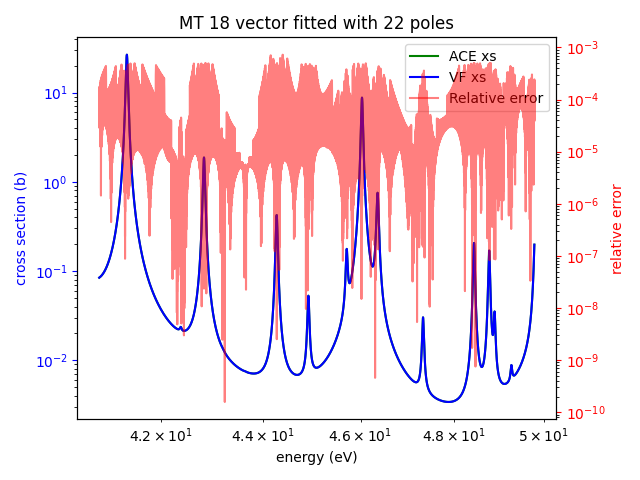 MT 18 vector fitted with 22 poles
ACE xs
VF xs
Relative error
cross section (b)
10¹
10⁰
10⁻¹
10⁻²
relative error
10⁻³
10⁻⁴
10⁻⁵
10⁻⁶
10⁻⁷
10⁻⁸
10⁻⁹
10⁻¹⁰
4.2 × 10¹ 4.4 × 10¹ 4.6 × 10¹ 4.8 × 10¹ 5 × 10¹
energy (eV)